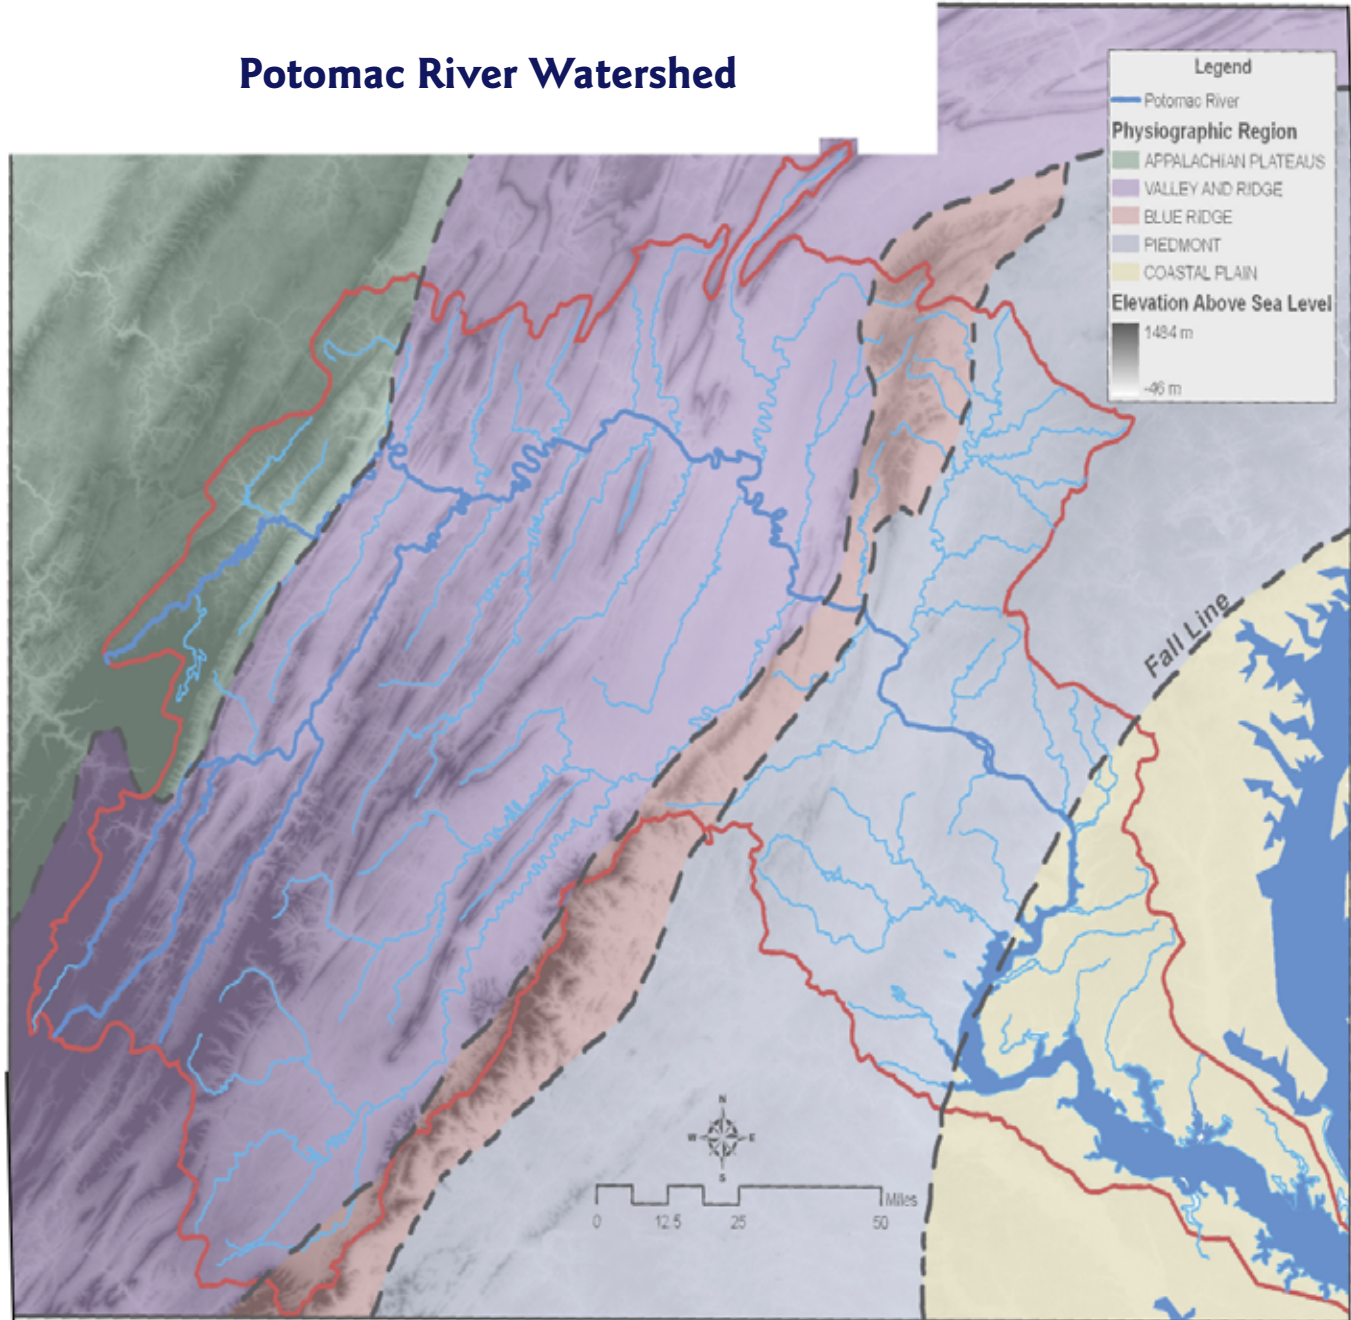 Potomac River Watershed
Legend
Potomac River
Physiographic Region
APPALACHIAN PLATEAUS
VALLEY AND RIDGE
BLUE RIDGE
PIEDMONT
COASTAL PLAIN
Elevation Above Sea Level
1484 m
-46 m
Fall Line
N
W E
S
Miles
0 12.5 25 50